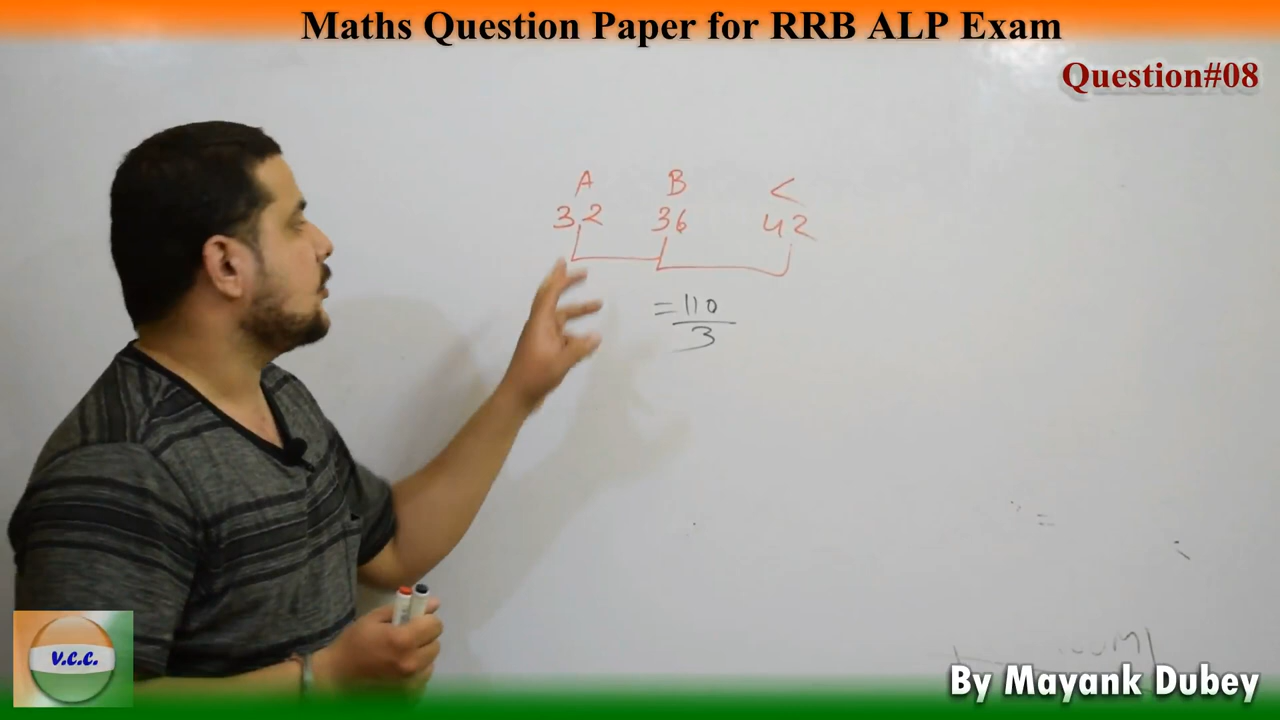 Maths Question Paper for RRB ALP Exam
Question#08
A B C
32 36 42
= 110
3
V.C.C.
By Mayank Dubey